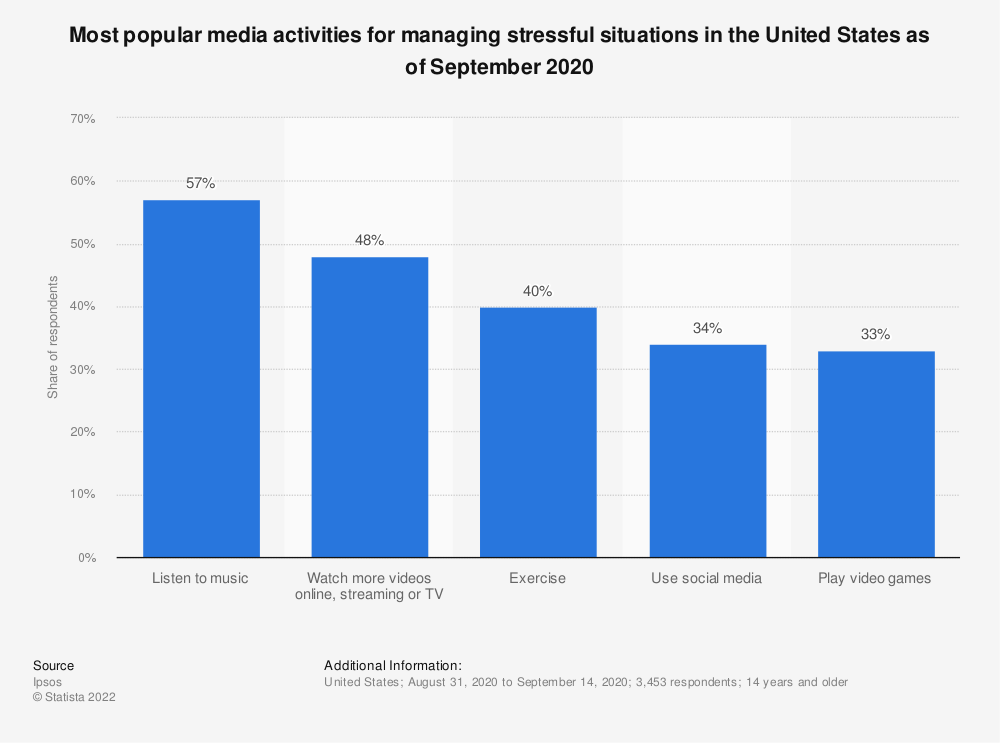 Most popular media activities for managing stressful situations in the United States as
of September 2020
70%
60%
50%
40%
30%
20%
10%
0%
Share of respondents
57%
48%
40%
34%
33%
Listen to music
Watch more videos
online, streaming or TV
Exercise
Use social media
Play video games
Source
Ipsos
© Statista 2022
Additional Information:
United States; August 31, 2020 to September 14, 2020; 3,453 respondents; 14 years and older